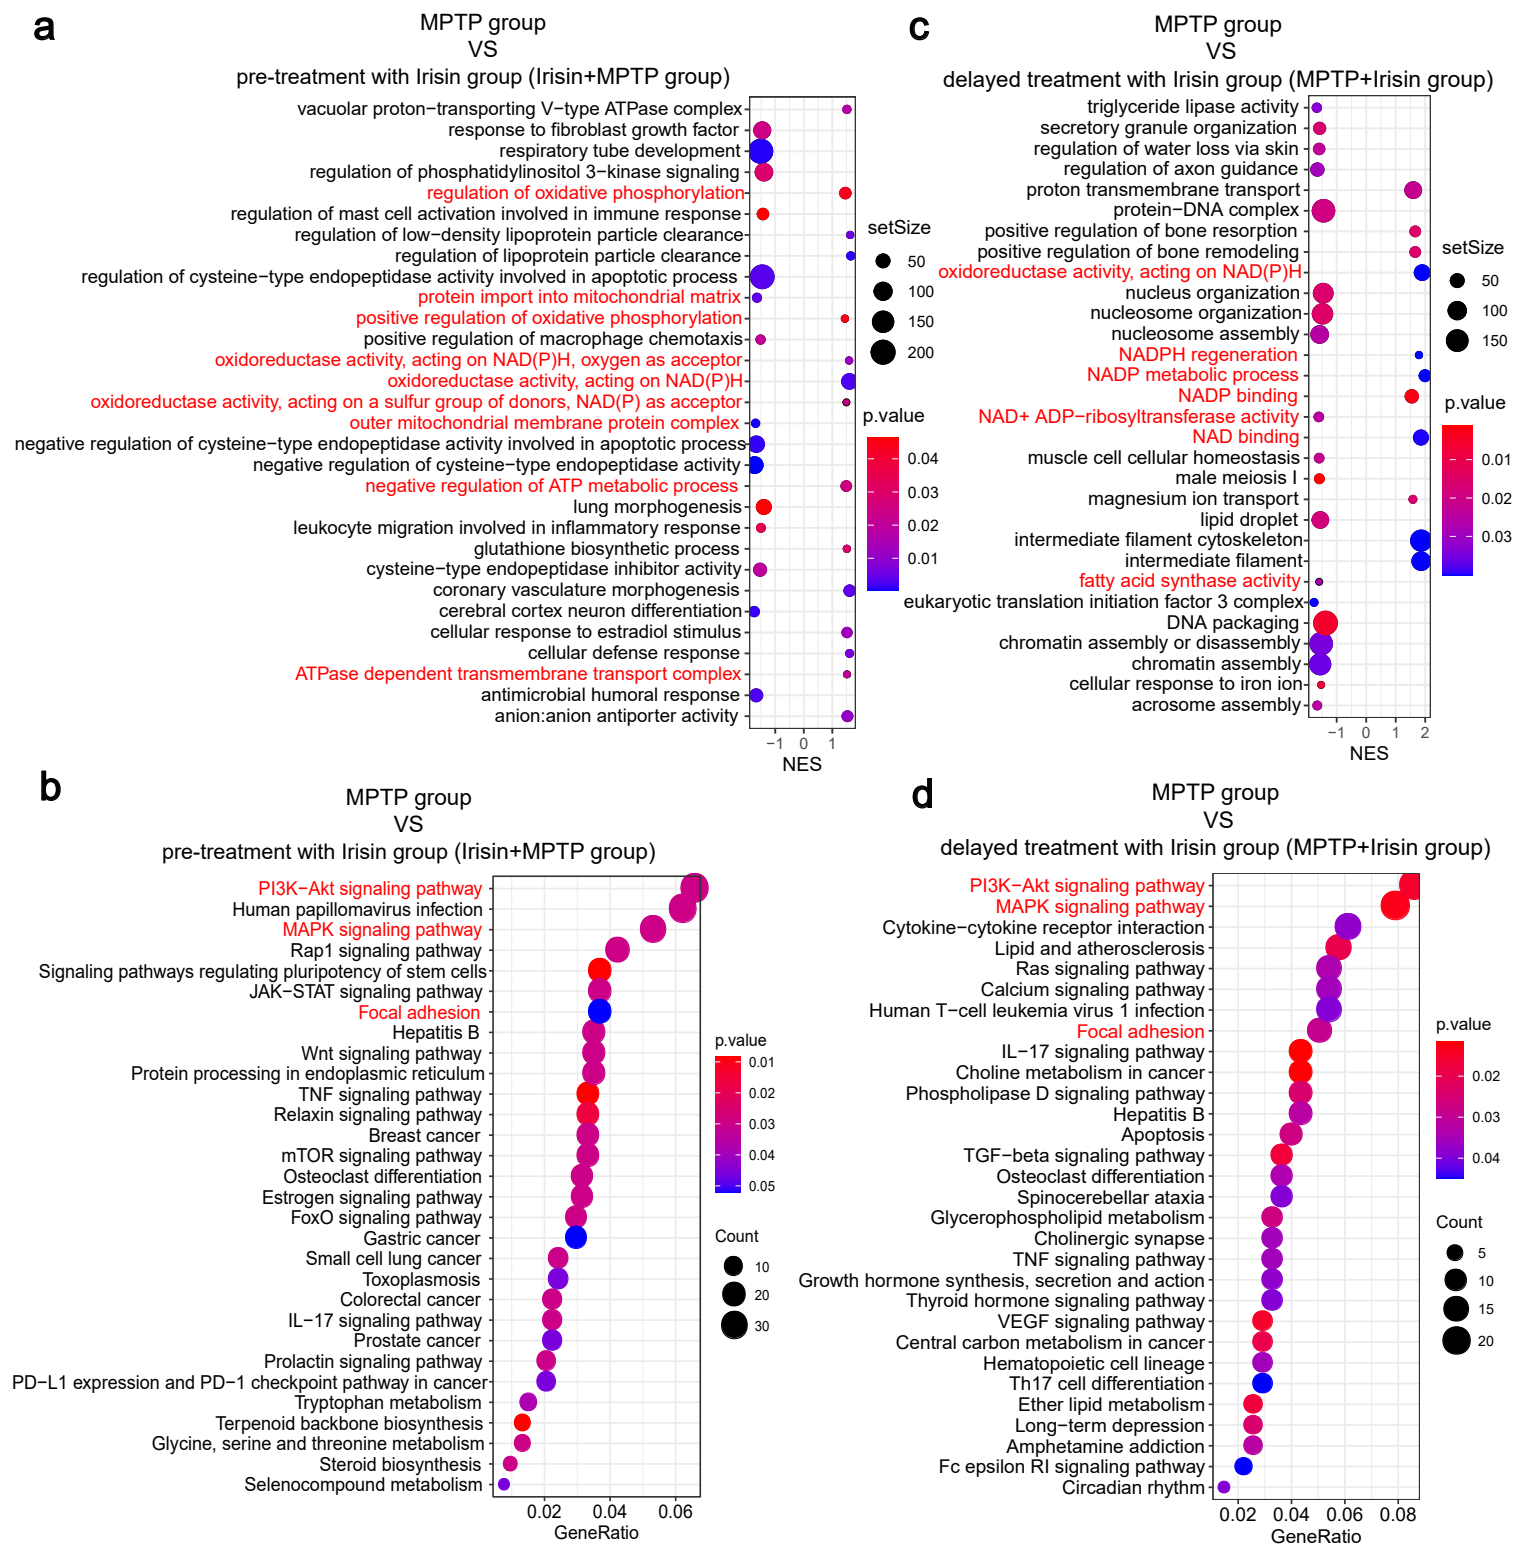 a
MPTP group
VS
pre-treatment with Irisin group (Irisin+MPTP group)
vacuolar proton−transporting V−type ATPase complex
response to fibroblast growth factor
respiratory tube development
regulation of phosphatidylinositol 3−kinase signaling
regulation of oxidative phosphorylation
regulation of mast cell activation involved in immune response
regulation of low−density lipoprotein particle clearance
regulation of lipoprotein particle clearance
regulation of cysteine−type endopeptidase activity involved in apoptotic process
protein import into mitochondrial matrix
positive regulation of oxidative phosphorylation
positive regulation of macrophage chemotaxis
oxidoreductase activity, acting on NAD(P)H, oxygen as acceptor
oxidoreductase activity, acting on NAD(P)H
oxidoreductase activity, acting on a sulfur group of donors, NAD(P) as acceptor
outer mitochondrial membrane protein complex
negative regulation of cysteine−type endopeptidase activity involved in apoptotic process
negative regulation of cysteine−type endopeptidase activity
negative regulation of ATP metabolic process
lung morphogenesis
leukocyte migration involved in inflammatory response
glutathione biosynthetic process
cysteine−type endopeptidase inhibitor activity
coronary vasculature morphogenesis
cerebral cortex neuron differentiation
cellular response to estradiol stimulus
cellular defense response
ATPase dependent transmembrane transport complex
antimicrobial humoral response
anion:anion antiporter activity
−1 0 1
NES
setSize
50
100
150
200
p.value
0.04
0.03
0.02
0.01
c
MPTP group
VS
delayed treatment with Irisin group (MPTP+Irisin group)
triglyceride lipase activity
secretory granule organization
regulation of water loss via skin
regulation of axon guidance
proton transmembrane transport
protein−DNA complex
positive regulation of bone resorption
positive regulation of bone remodeling
oxidoreductase activity, acting on NAD(P)H
nucleus organization
nucleosome organization
nucleosome assembly
NADPH regeneration
NADP metabolic process
NADP binding
NAD+ ADP−ribosyltransferase activity
NAD binding
muscle cell cellular homeostasis
male meiosis I
magnesium ion transport
lipid droplet
intermediate filament cytoskeleton
intermediate filament
fatty acid synthase activity
eukaryotic translation initiation factor 3 complex
DNA packaging
chromatin assembly or disassembly
chromatin assembly
cellular response to iron ion
acrosome assembly
−1 0 1 2
NES
setSize
50
100
150
p.value
0.01
0.02
0.03
b
MPTP group
VS
pre-treatment with Irisin group (Irisin+MPTP group)
PI3K−Akt signaling pathway
Human papillomavirus infection
MAPK signaling pathway
Rap1 signaling pathway
Signaling pathways regulating pluripotency of stem cells
JAK−STAT signaling pathway
Focal adhesion
Hepatitis B
Wnt signaling pathway
Protein processing in endoplasmic reticulum
TNF signaling pathway
Relaxin signaling pathway
Breast cancer
mTOR signaling pathway
Osteoclast differentiation
Estrogen signaling pathway
FoxO signaling pathway
Gastric cancer
Small cell lung cancer
Toxoplasmosis
Colorectal cancer
IL−17 signaling pathway
Prostate cancer
Prolactin signaling pathway
PD−L1 expression and PD−1 checkpoint pathway in cancer
Tryptophan metabolism
Terpenoid backbone biosynthesis
Glycine, serine and threonine metabolism
Steroid biosynthesis
Selenocompound metabolism
0.02 0.04 0.06
GeneRatio
p.value
0.01
0.02
0.03
0.04
0.05
Count
10
20
30
d
MPTP group
VS
delayed treatment with Irisin group (MPTP+Irisin group)
PI3K−Akt signaling pathway
MAPK signaling pathway
Cytokine−cytokine receptor interaction
Lipid and atherosclerosis
Ras signaling pathway
Calcium signaling pathway
Human T−cell leukemia virus 1 infection
Focal adhesion
IL−17 signaling pathway
Choline metabolism in cancer
Phospholipase D signaling pathway
Hepatitis B
Apoptosis
TGF−beta signaling pathway
Osteoclast differentiation
Spinocerebellar ataxia
Glycerophospholipid metabolism
Cholinergic synapse
TNF signaling pathway
Growth hormone synthesis, secretion and action
Thyroid hormone signaling pathway
VEGF signaling pathway
Central carbon metabolism in cancer
Hematopoietic cell lineage
Th17 cell differentiation
Ether lipid metabolism
Long−term depression
Amphetamine addiction
Fc epsilon RI signaling pathway
Circadian rhythm
0.02 0.04 0.06 0.08
GeneRatio
p.value
0.02
0.03
0.04
Count
5
10
15
20